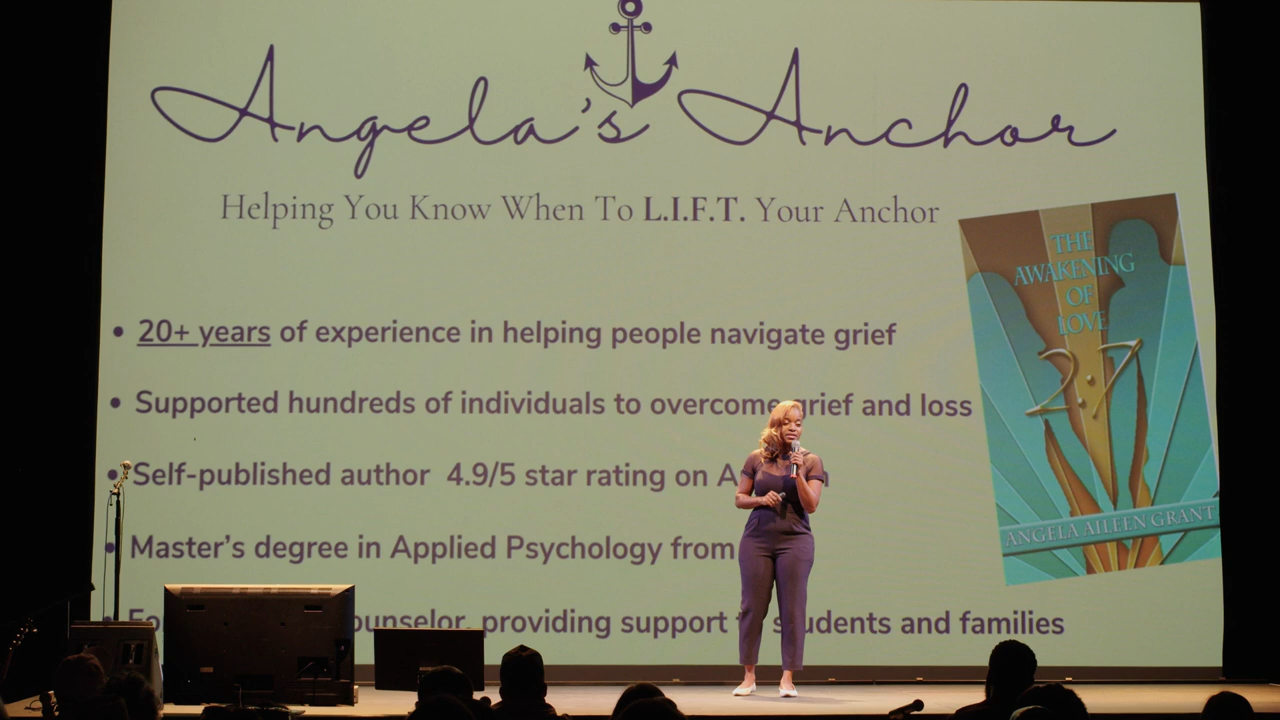 Angela's Anchor
Helping You Know When To L.I.F.T. Your Anchor
• 20+ years of experience in helping people navigate grief
• Supported hundreds of individuals to overcome grief and loss
• Self-published author 4.9/5 star rating on
• Master's degree in Applied Psychology from
providing support students and families
THE
AWAKENING
OF
LOVE
2:7
ANGELA AILEEN GRANT